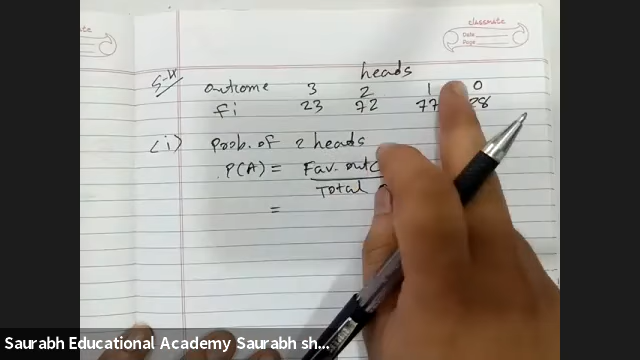 classmate
Date
Page
heads
outcome 3 2 1 0
fi 23 72 77 28
(i) Prob. of 2 heads
P(A) = Fav. outc
Total
=
Saurabh Educational Academy Saurabh sh...